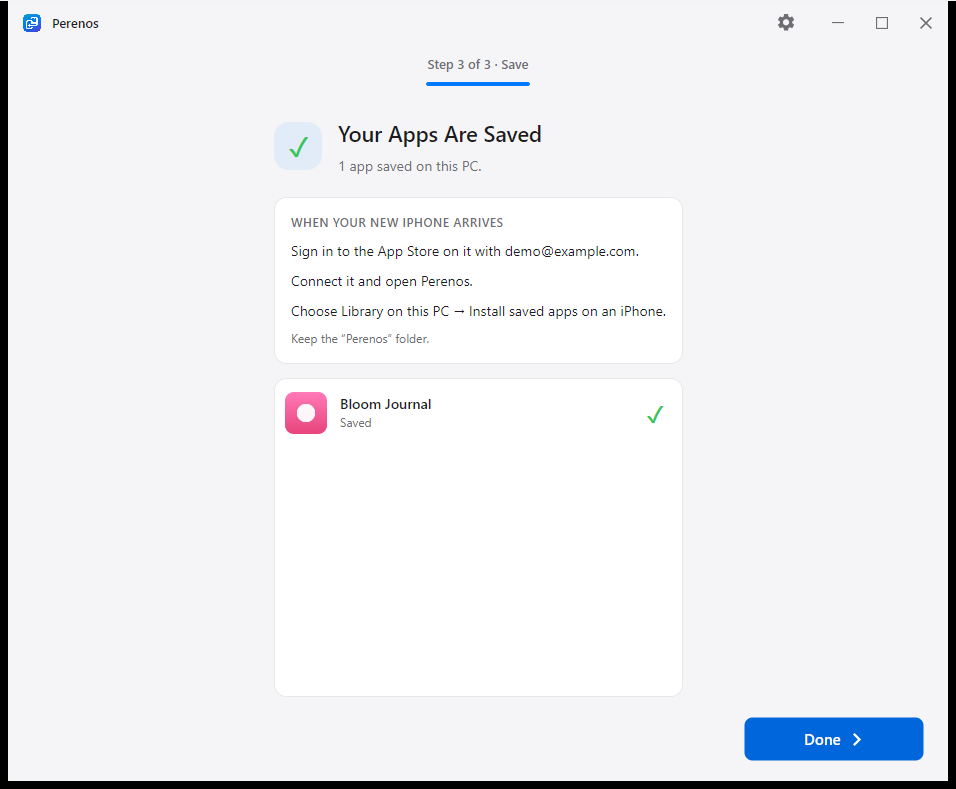 Perenos
Step 3 of 3 · Save
Your Apps Are Saved
1 app saved on this PC.
WHEN YOUR NEW IPHONE ARRIVES
Sign in to the App Store on it with demo@example.com.
Connect it and open Perenos.
Choose Library on this PC → Install saved apps on an iPhone.
Keep the “Perenos” folder.
Bloom Journal
Saved
Done